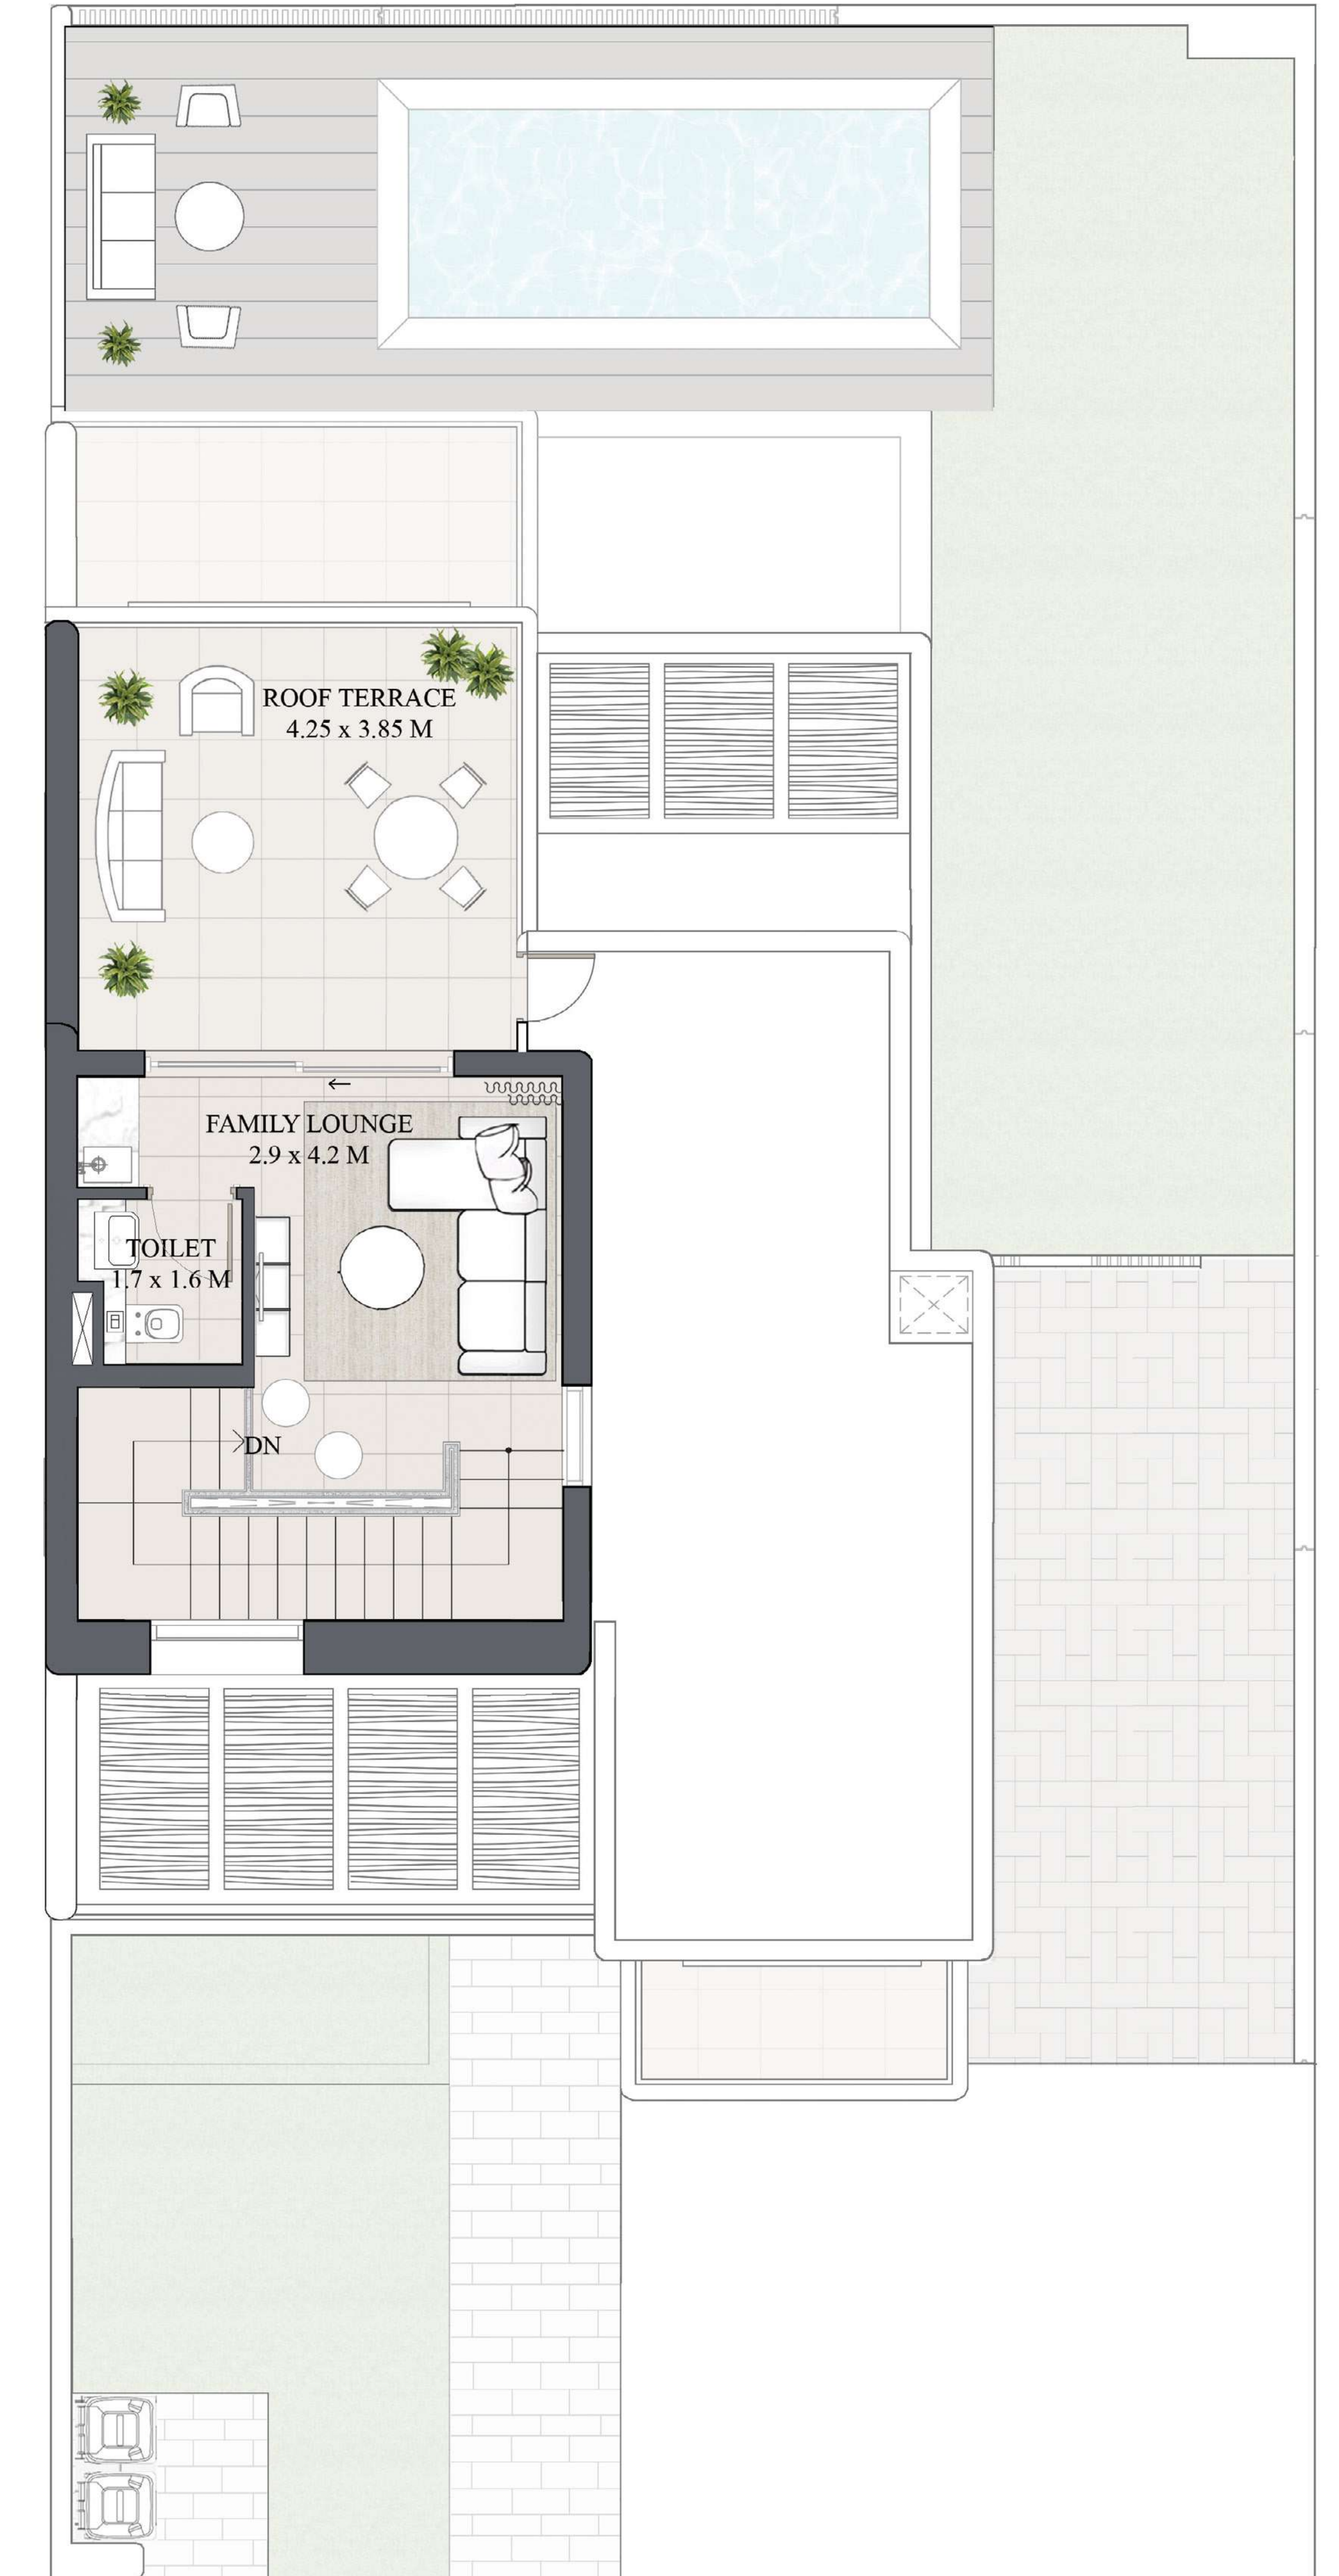 ROOF TERRACE
4.25 x 3.85 M
FAMILY LOUNGE
2.9 x 4.2 M
TOILET
1.7 x 1.6 M
DN